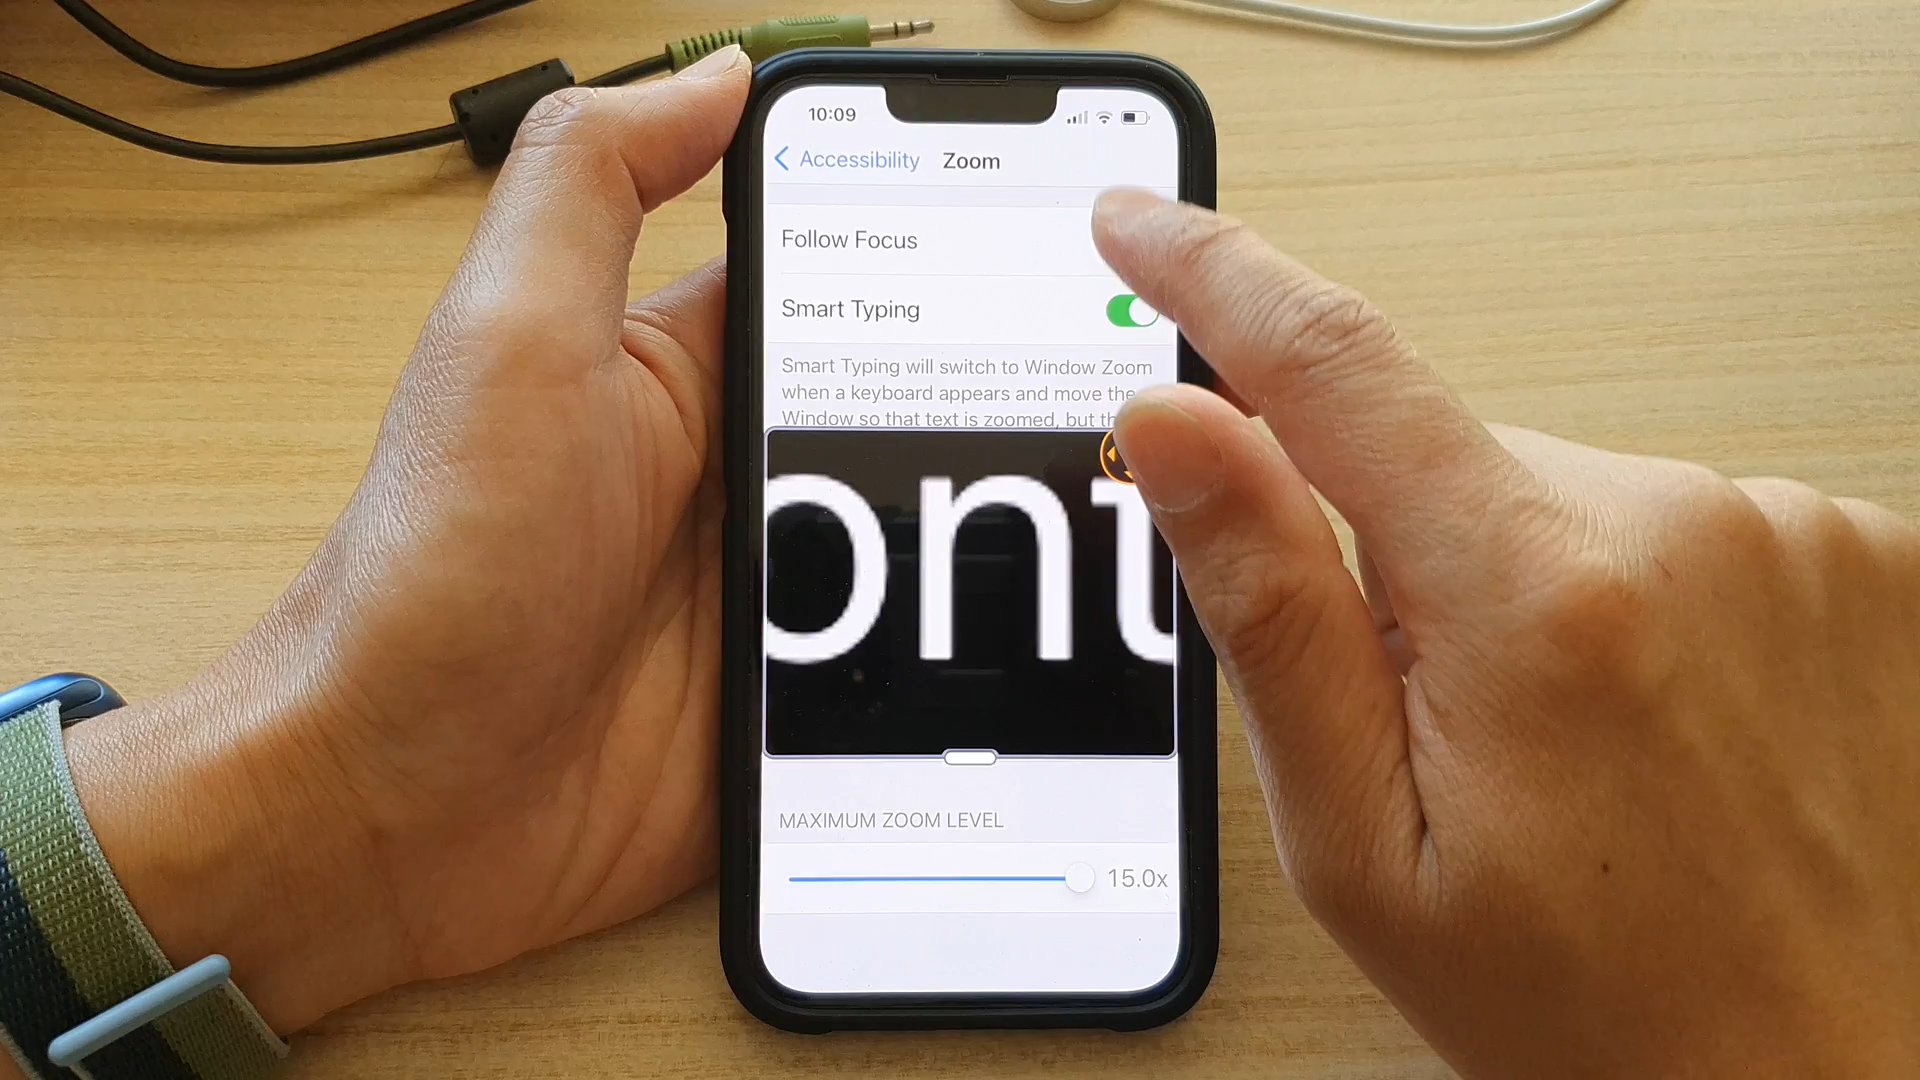 10:09
Accessibility Zoom
Follow Focus
Smart Typing
Smart Typing will switch to Window Zoom
when a keyboard appears and move the
Window so that text is zoomed, but
ont
MAXIMUM ZOOM LEVEL
15.0x